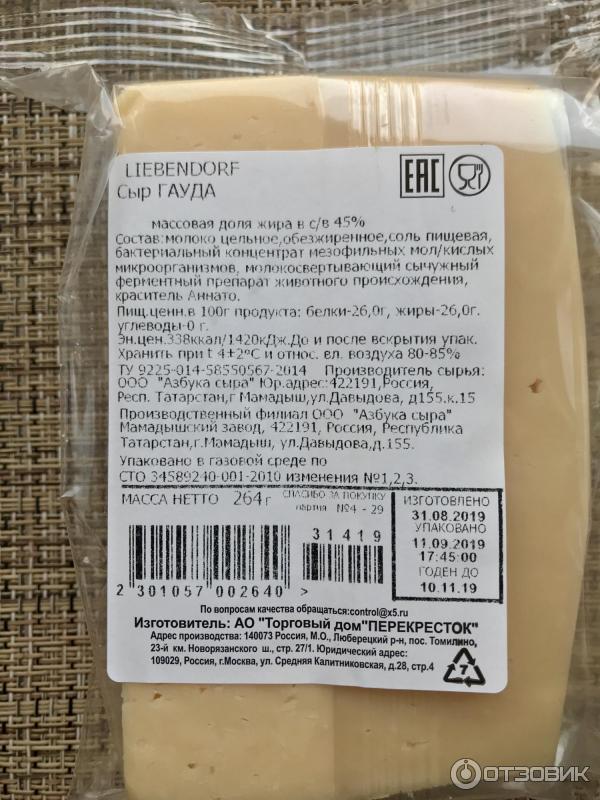 LIEBENDORF
Сыр ГАУДА
EAC
массовая доля жира в с/в 45%
Состав:молоко цельное,обезжиренное,соль пищевая,
бактериальный концентрат мезофильных мол/кислых
микроорганизмов, молокосвертывающий сычужный
ферментный препарат животного происхождения,
краситель Аннато.
Пищ.ценн.в 100г продукта: белки-26,0г, жиры-26,0г.
углеводы-0 г.
Эн.цен.338ккал/1420кДж.До и после вскрытия упак.
Хранить при t 4±2°С и относ. вл. воздуха 80-85%
ТУ 9225-014-58550567-2014 Производитель сырья:
ООО "Азбука сыра" Юр.адрес:422191,Россия,
Респ. Татарстан,г Мамадыш,ул.Давыдова, д155.к.15
Производственный филиал ООО "Азбука сыра"
Мамадышский завод, 422191, Россия, Республика
Татарстан,г.Мамадыш, ул.Давыдова,д.155.
Упаковано в газовой среде по
СТО 34589240-001-2010 изменения №1,2,3.
МАССА НЕТТО 264г
СПАСИБО ЗА ПОКУПКУ
партия №4 - 29
31419
2 301057 002640 >
ИЗГОТОВЛЕНО
31.08.2019
УПАКОВАНО
11.09.2019
17:45:00
ГОДЕН ДО
10.11.19
По вопросам качества обращаться:control@x5.ru
Изготовитель: АО "Торговый дом"ПЕРЕКРЕСТОК"
Адрес производства: 140073 Россия, М.О., Люберецкий р-н, пос. Томилино,
23-й км. Новорязанского ш., стр. 27/1. Юридический адрес:
109029, Россия, г.Москва, ул. Средняя Калитниковская, д.28, стр.4
7
ОТЗОВИК